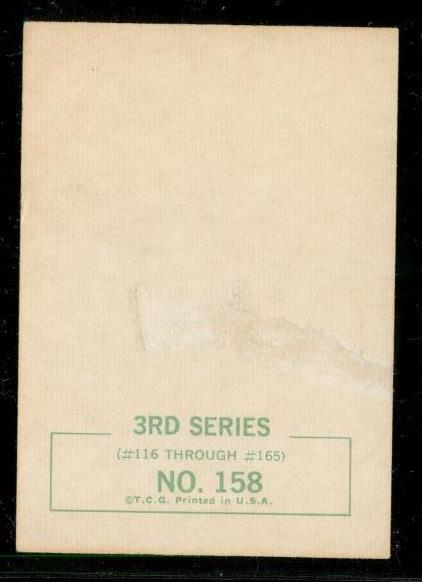 3RD SERIES
(#116 THROUGH #165)
NO. 158
©T.C.G. Printed in U.S.A.